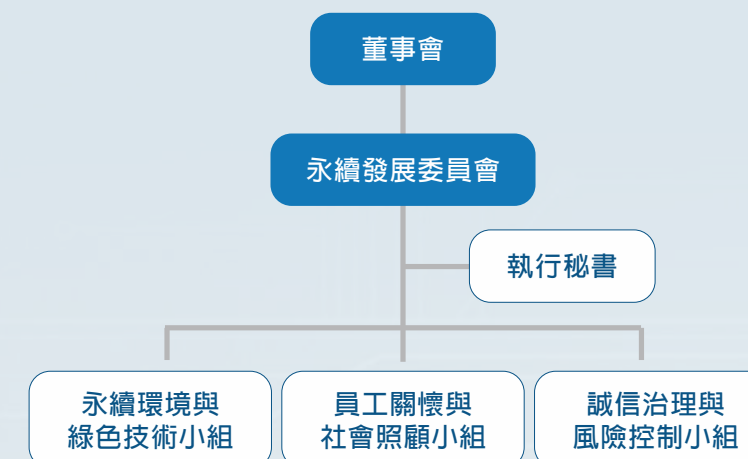 董事會
永續發展委員會
執行秘書
永續環境與
綠色技術小組
員工關懷與
社會照顧小組
誠信治理與
風險控制小組